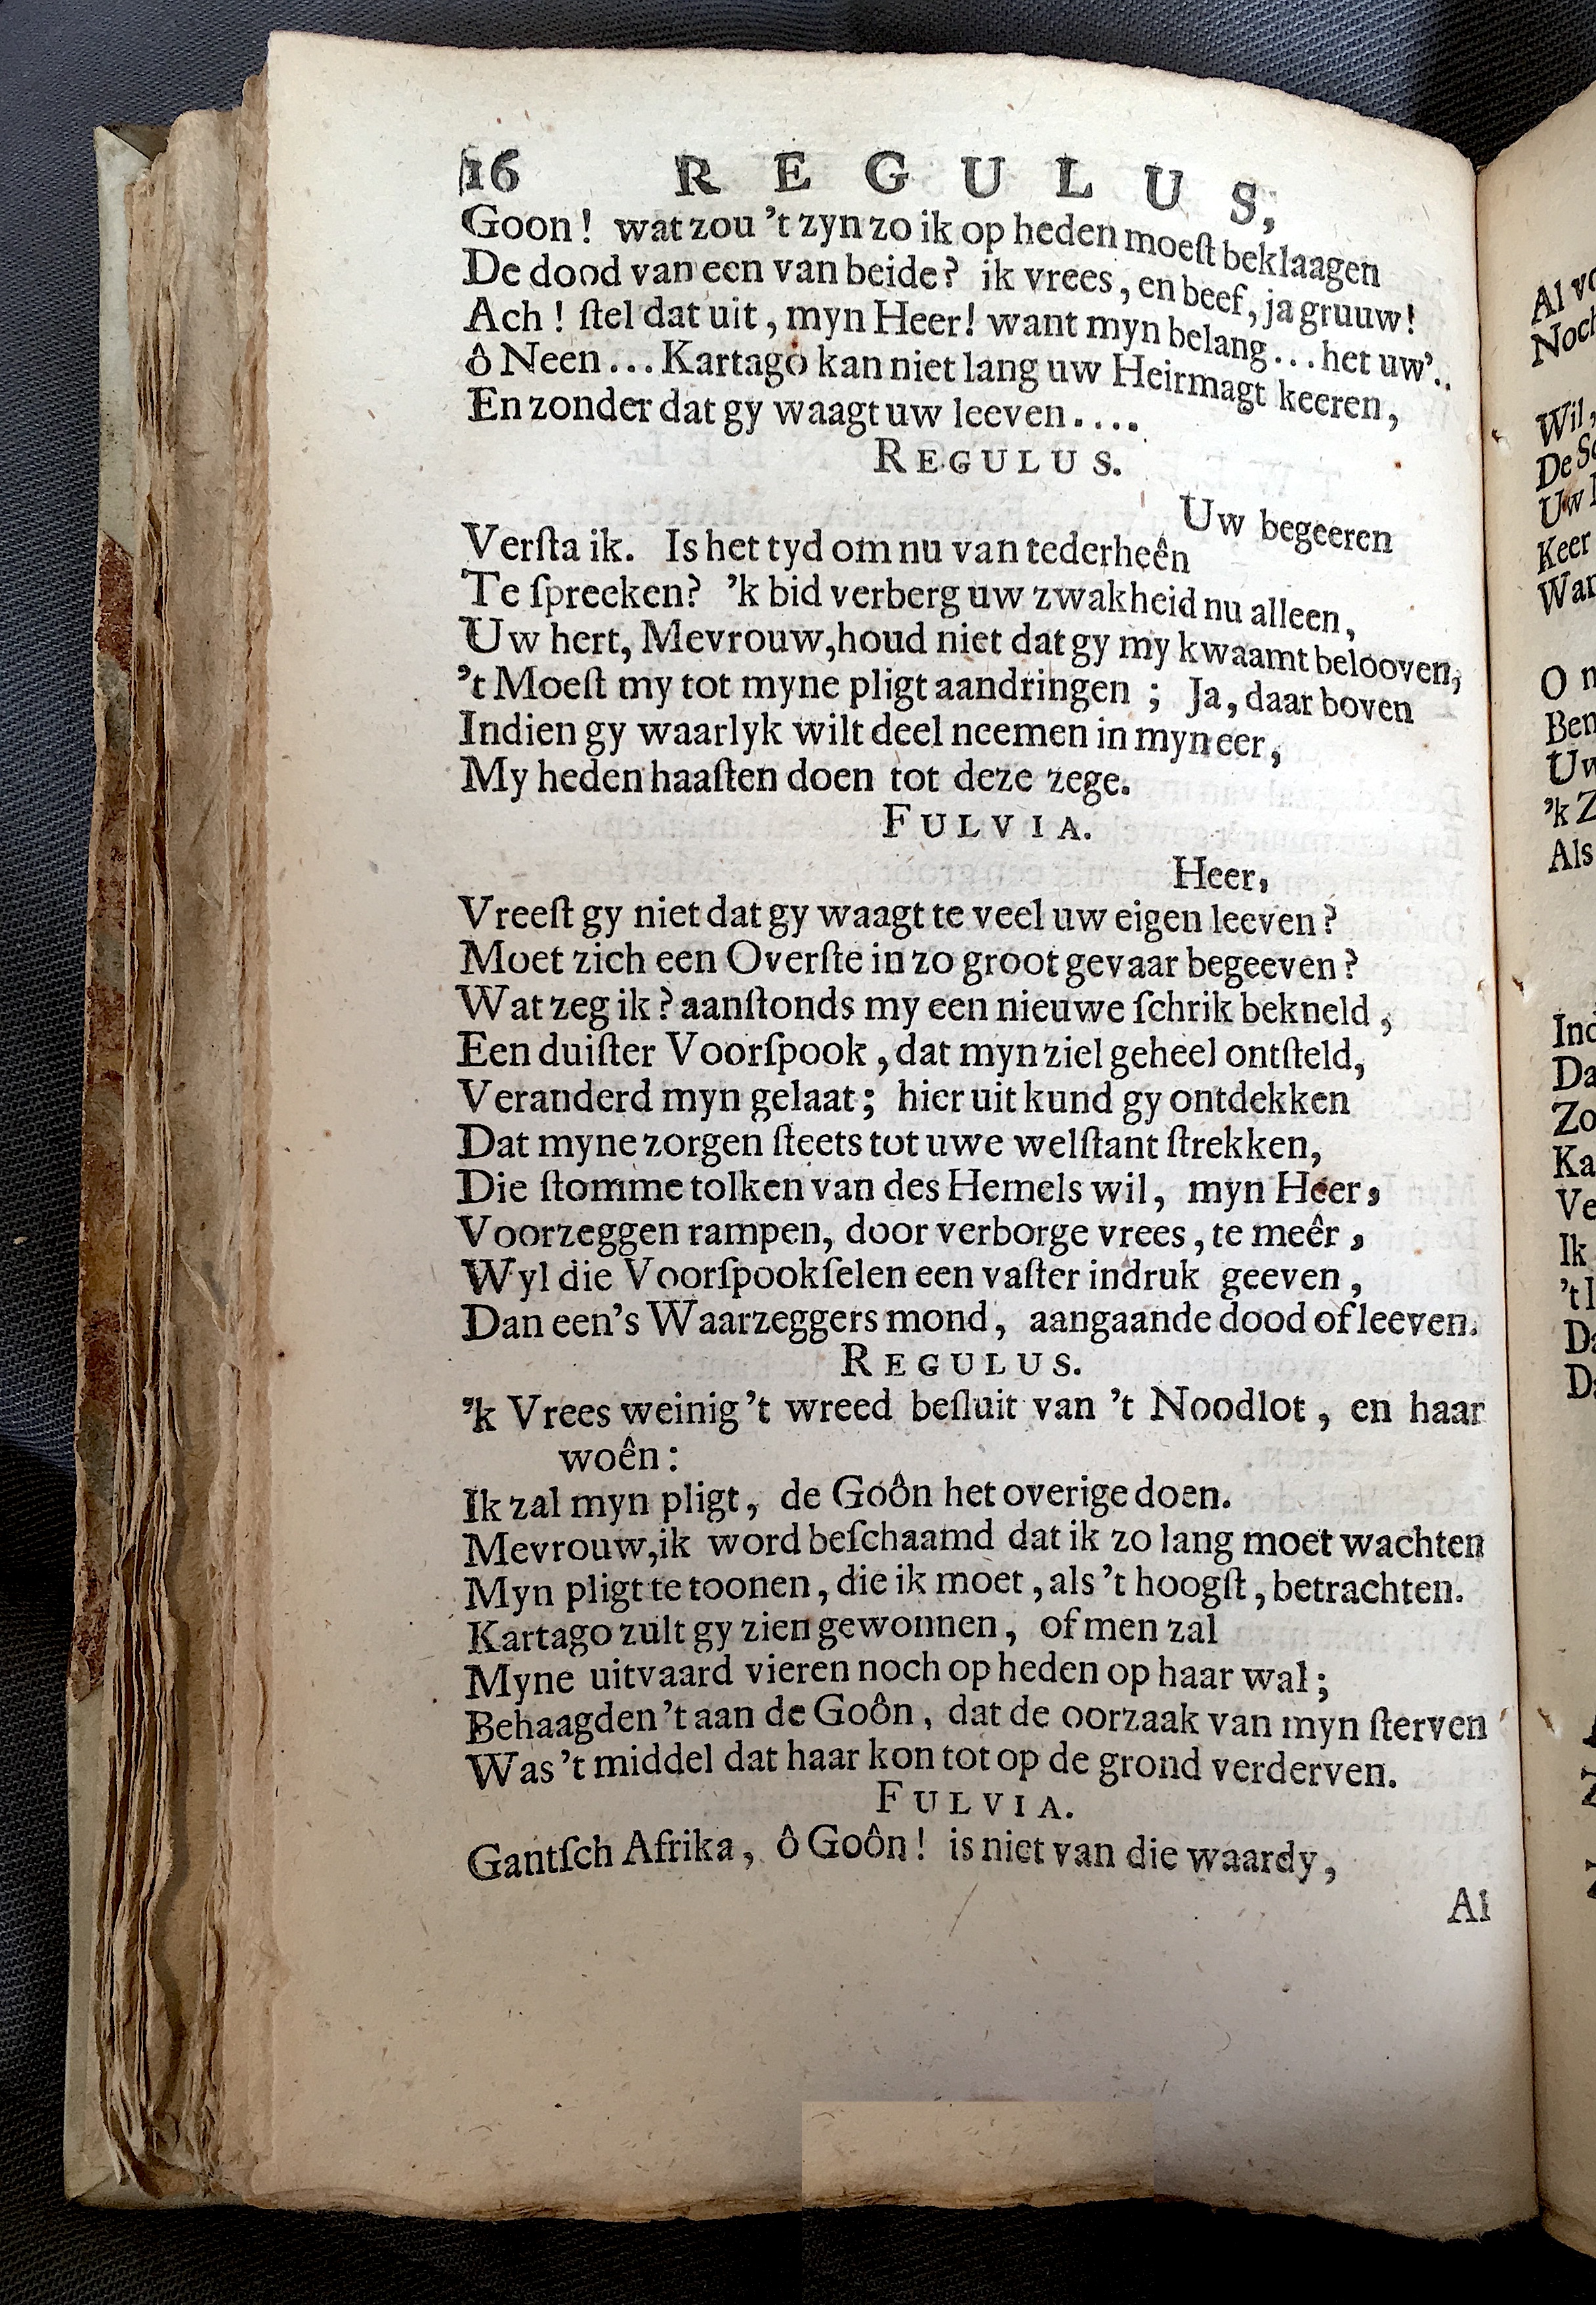 16 REGULUS,
Goon! wat zou 't zyn zo ik op heden moeſt beklaagen
De dood van een van beide? ik vrees, en beef, ja gruuw!
Ach! ſtel dat uit, myn Heer! want myn belang... het uw'..
ô Neen... Kartago kan niet lang uw Heirmagt keeren,
En zonder dat gy waagt uw leeven....
REGULUS.
Uw begeeren
Verſta ik. Is het tyd om nu van tederheên
Te ſpreeken? 'k bid verberg uw zwakheid nu alleen,
Uw hert, Mevrouw, houd niet dat gy my kwaamt belooven,
't Moeſt my tot myne pligt aandringen; Ja, daar boven
Indien gy waarlyk wilt deel neemen in myn eer,
My heden haaſten doen tot deze zege.
FULVIA.
Heer,
Vreeſt gy niet dat gy waagt te veel uw eigen leeven?
Moet zich een Overſte in zo groot gevaar begeeven?
Wat zeg ik? aanſtonds my een nieuwe ſchrik bekneld,
Een duiſter Voorſpook, dat myn ziel geheel ontſteld,
Veranderd myn gelaat; hier uit kund gy ontdekken
Dat myne zorgen ſteets tot uwe welſtant ſtrekken,
Die ſtomme tolken van des Hemels wil, myn Heer,
Voorzeggen rampen, door verborge vrees, te meêr,
Wyl die Voorſpookſelen een vaſter indruk geeven,
Dan een's Waarzeggers mond, aangaande dood of leeven.
REGULUS.
'k Vrees weinig 't wreed beſluit van 't Noodlot, en haar
woên:
Ik zal myn pligt, de Goôn het overige doen.
Mevrouw, ik word beſchaamd dat ik zo lang moet wachten
Myn pligt te toonen, die ik moet, als 't hoogſt, betrachten.
Kartago zult gy zien gewonnen, of men zal
Myne uitvaard vieren noch op heden op haar wal;
Behaagden 't aan de Goôn, dat de oorzaak van myn ſterven
Was 't middel dat haar kon tot op de grond verderven.
FULVIA.
Gantſch Afrika, ô Goôn! is niet van die waardy,
Al
Al
Noch
Wil,
De
Uw
Keer
O
Ben
Uw
'k
Als
Ik